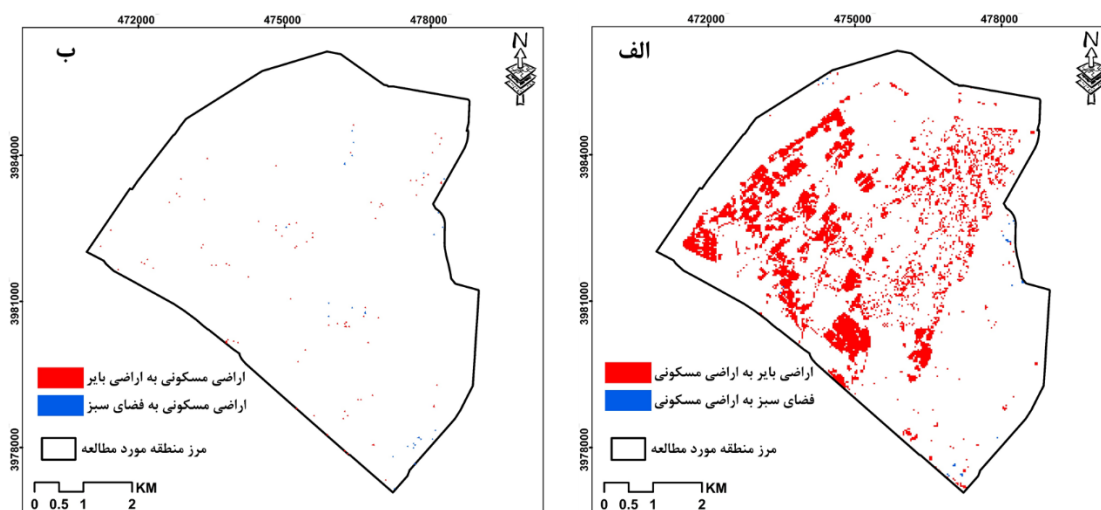 472000 475000 478000
الف
N
3984000
3981000
3978000
اراضی بایر به اراضی مسکونی
فضای سبز به اراضی مسکونی
مرز منطقه مورد مطالعه
KM
0 0.5 1 2
472000 475000 478000
ب
N
3984000
3981000
3978000
اراضی مسکونی به اراضی بایر
اراضی مسکونی به فضای سبز
مرز منطقه مورد مطالعه
KM
0 0.5 1 2